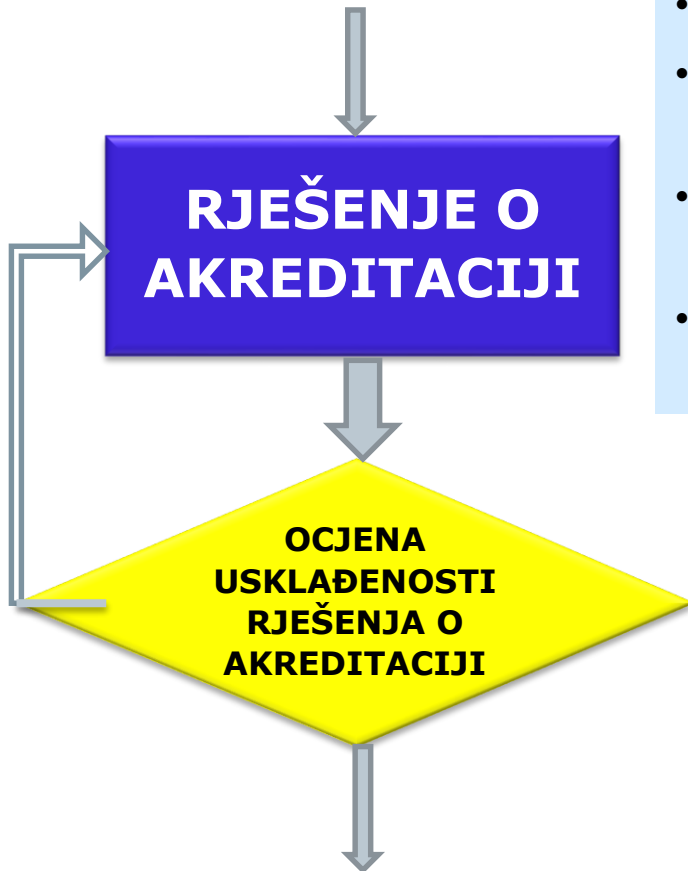 RJEŠENJE O
AKREDITACIJI
OCJENA
USKLAĐENOSTI
RJEŠENJA O
AKREDITACIJI